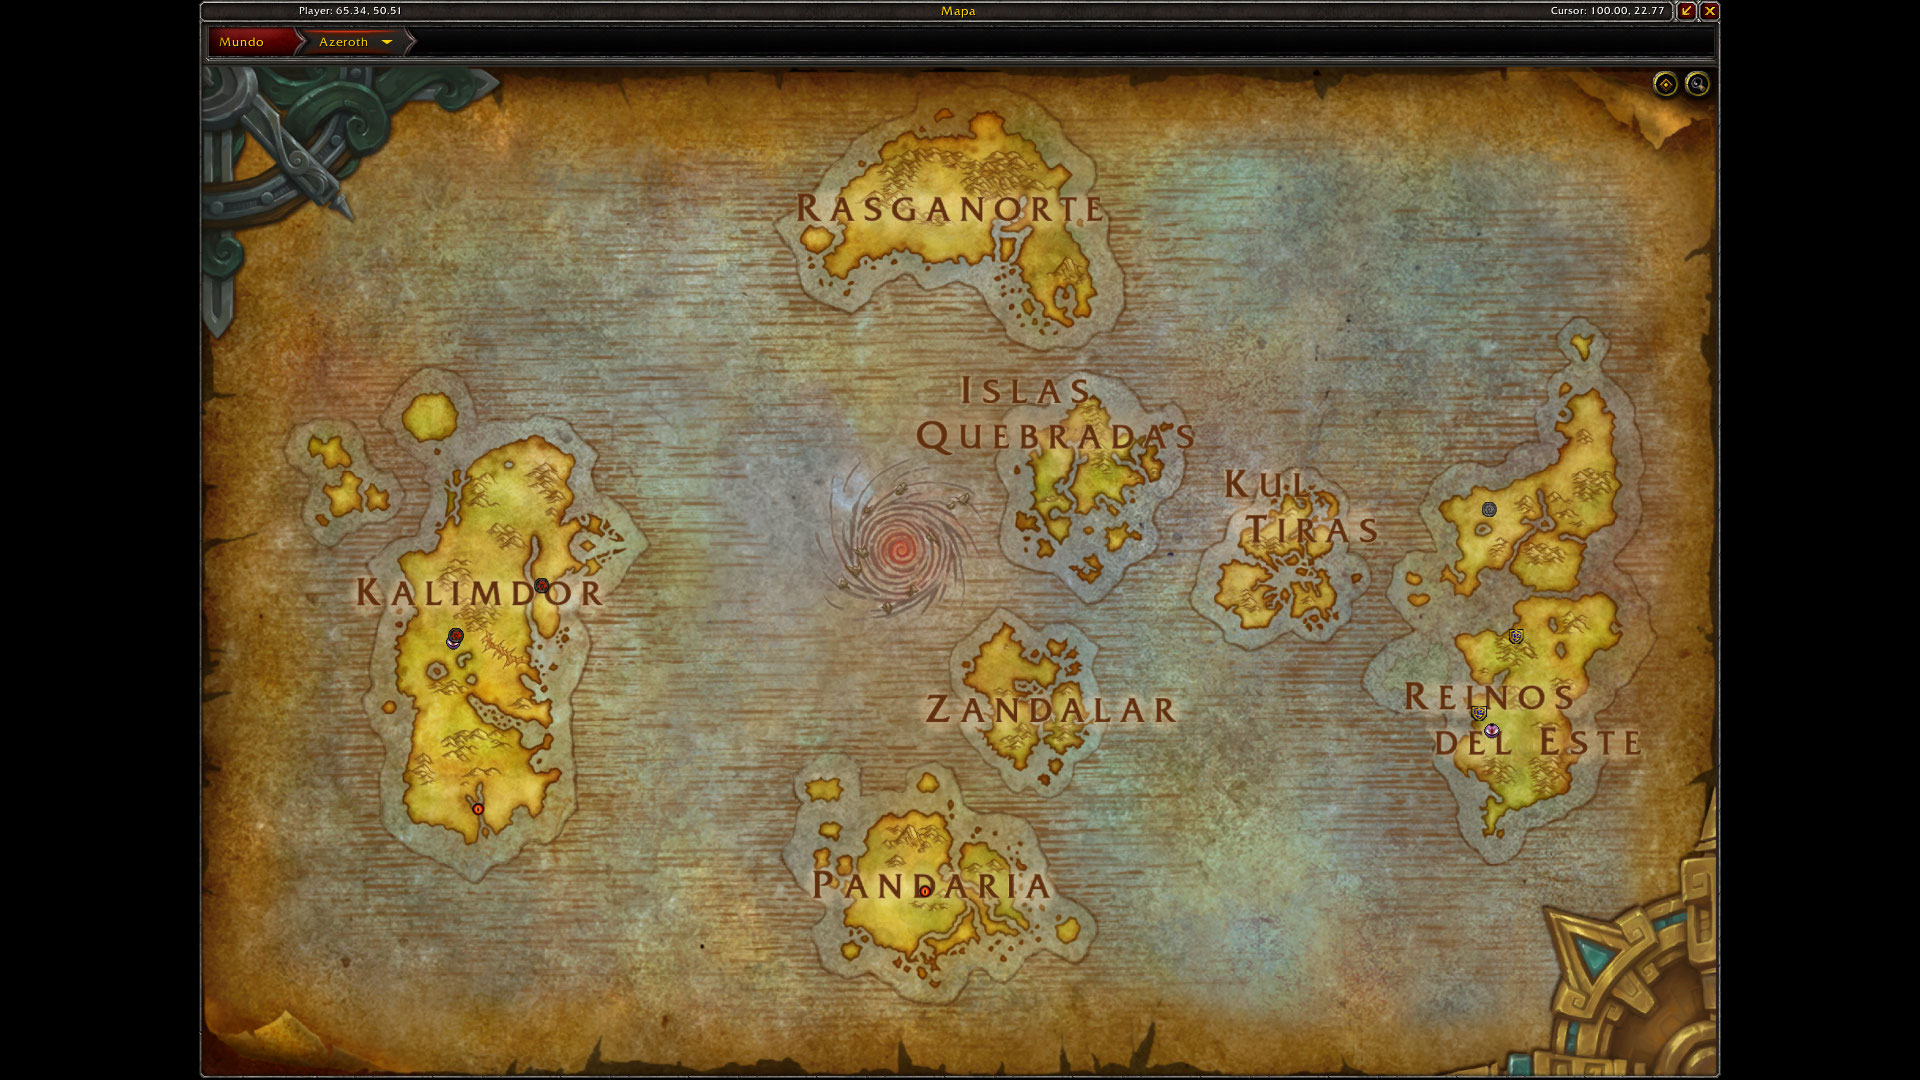 Player: 65.34, 50.51
Mapa
Cursor: 100.00, 22.77
Mundo
Azeroth
RASGANORTE
ISLAS
QUEBRADAS
KUL
TIRAS
KALIMDOR
ZANDALAR
REINOS
DEL ESTE
PANDARIA